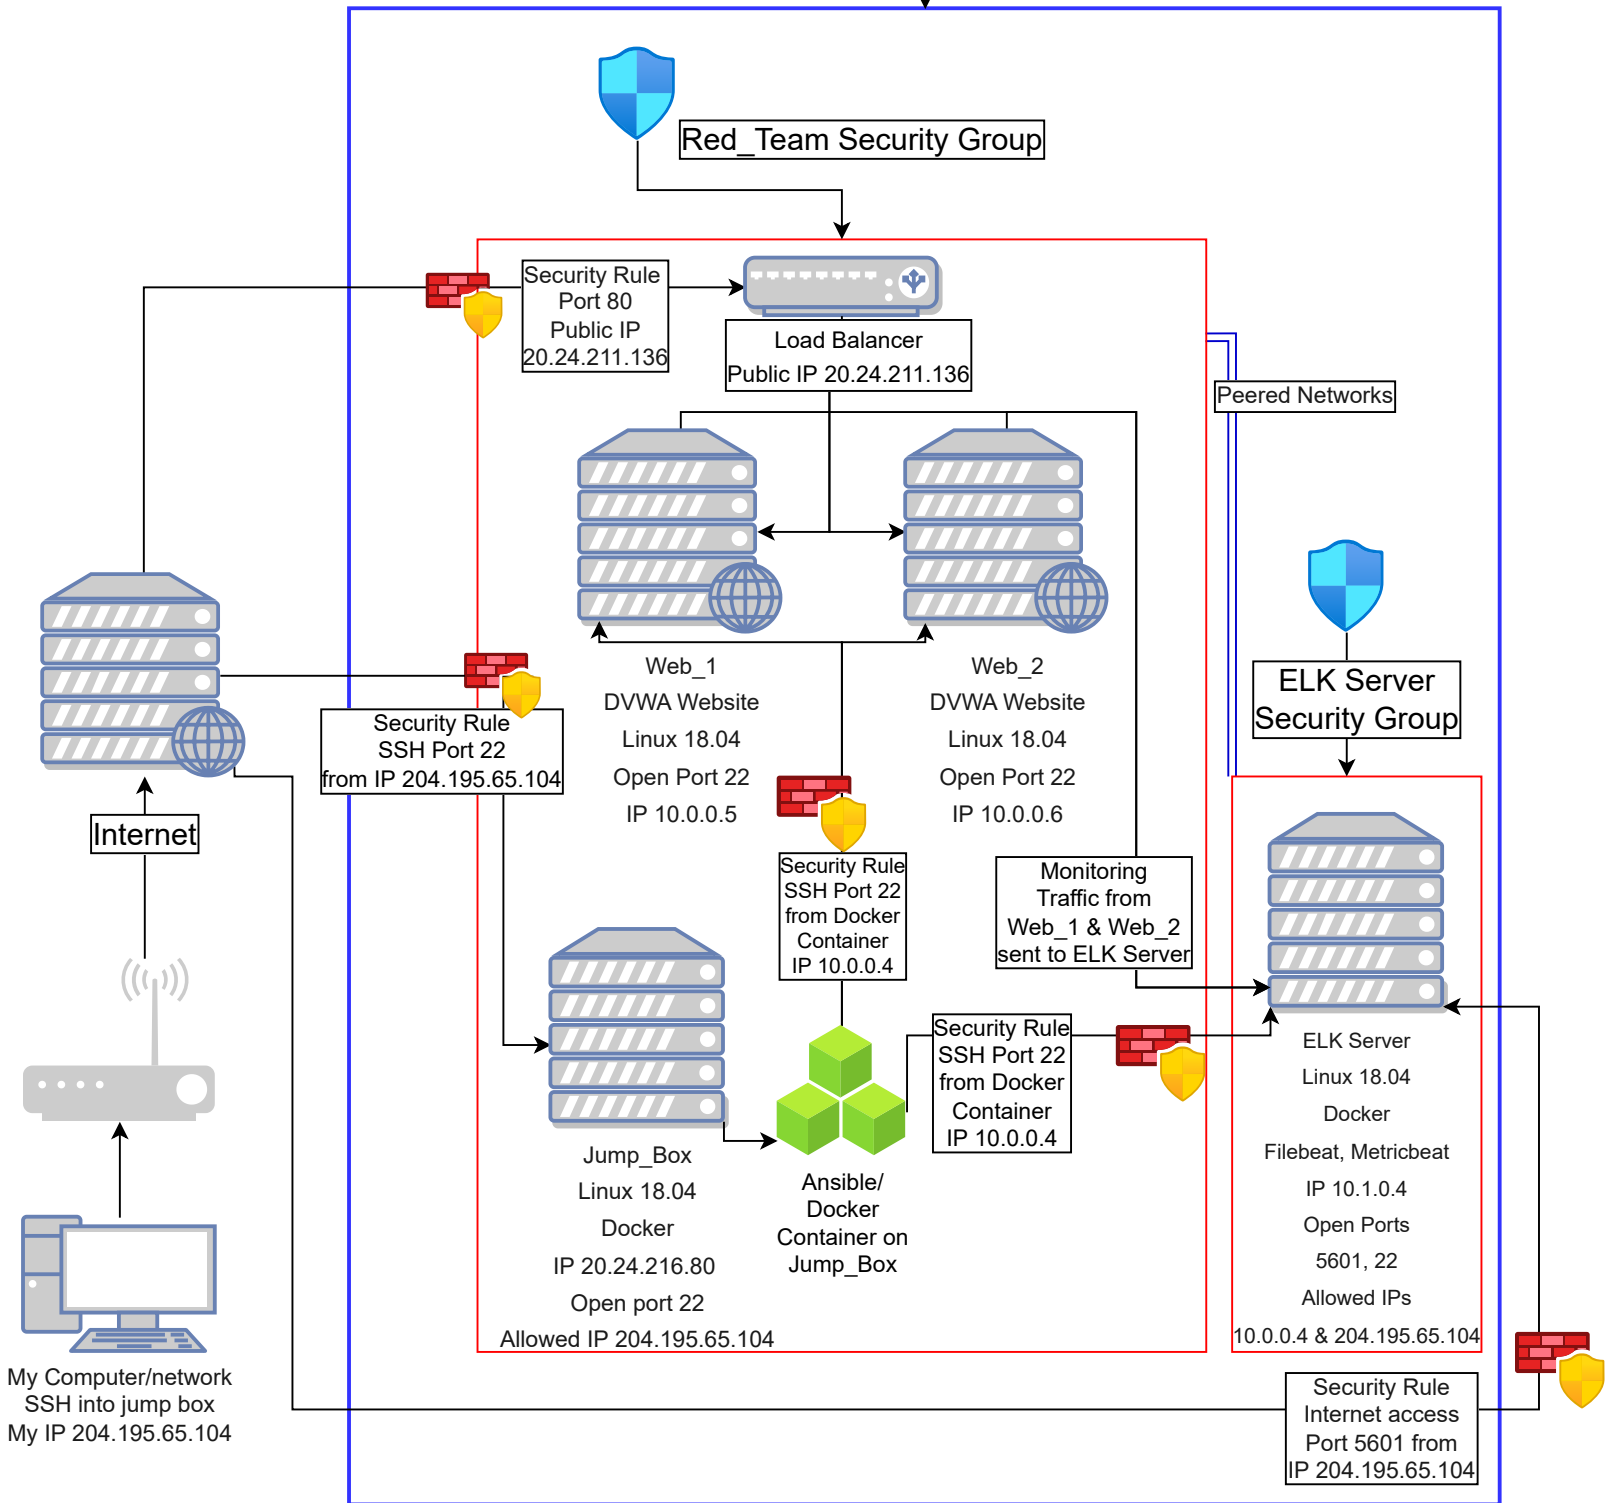 Red_Team Security Group
Security Rule
Port 80
Public IP
20.24.211.136
Load Balancer
Public IP 20.24.211.136
Peered Networks
Web_1
DVWA Website
Linux 18.04
Open Port 22
IP 10.0.0.5
Web_2
DVWA Website
Linux 18.04
Open Port 22
IP 10.0.0.6
ELK Server
Security Group
Security Rule
SSH Port 22
from IP 204.195.65.104
Internet
Security Rule
SSH Port 22
from Docker
Container
IP 10.0.0.4
Monitoring
Traffic from
Web_1 & Web_2
sent to ELK Server
Security Rule
SSH Port 22
from Docker
Container
IP 10.0.0.4
ELK Server
Linux 18.04
Docker
Filebeat, Metricbeat
IP 10.1.0.4
Open Ports
5601, 22
Allowed IPs
10.0.0.4 & 204.195.65.104
Jump_Box
Linux 18.04
Docker
IP 20.24.216.80
Open port 22
Allowed IP 204.195.65.104
Ansible/
Docker
Container on
Jump_Box
My Computer/network
SSH into jump box
My IP 204.195.65.104
Security Rule
Internet access
Port 5601 from
IP 204.195.65.104